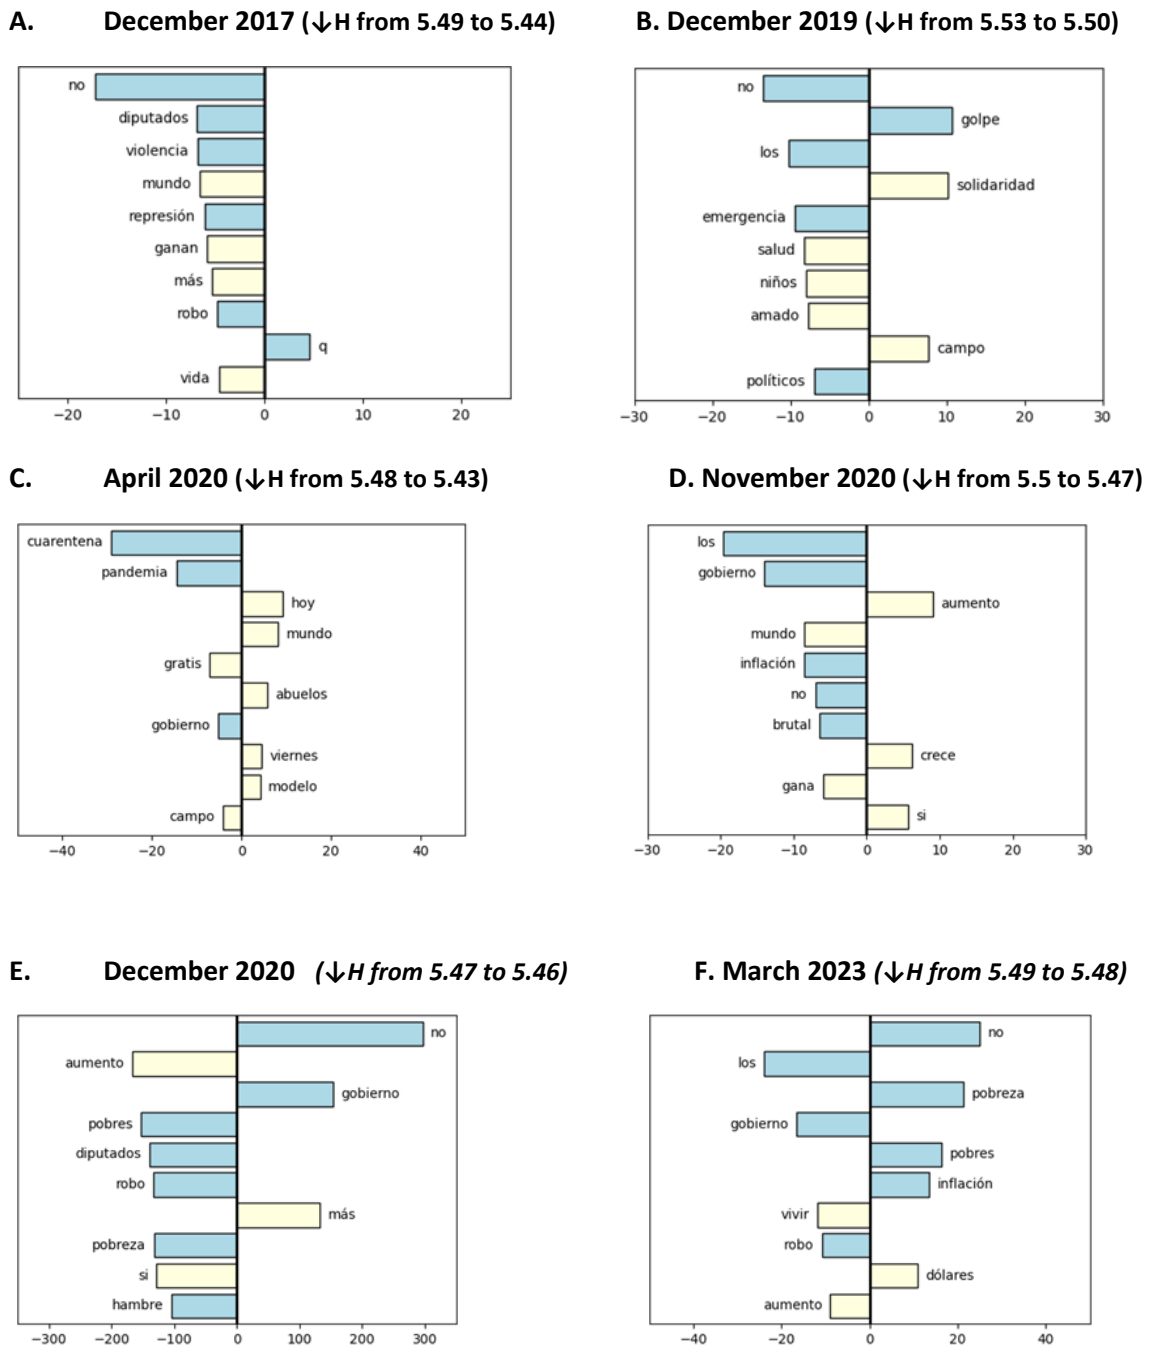 A. December 2017 (↓H from 5.49 to 5.44)
no
diputados
violencia
mundo
represión
ganan
más
robo
q
vida
−20 −10 0 10 20
B. December 2019 (↓H from 5.53 to 5.50)
no
golpe
los
solidaridad
emergencia
salud
niños
amado
campo
políticos
−30 −20 −10 0 10 20 30
C. April 2020 (↓H from 5.48 to 5.43)
cuarentena
pandemia
hoy
mundo
gratis
abuelos
gobierno
viernes
modelo
campo
−40 −20 0 20 40
D. November 2020 (↓H from 5.5 to 5.47)
los
gobierno
aumento
mundo
inflación
no
brutal
crece
gana
si
−30 −20 −10 0 10 20 30
E. December 2020 (↓H from 5.47 to 5.46)
no
aumento
gobierno
pobres
diputados
robo
más
pobreza
si
hambre
−300 −200 −100 0 100 200 300
F. March 2023 (↓H from 5.49 to 5.48)
no
los
pobreza
gobierno
pobres
inflación
vivir
robo
dólares
aumento
−40 −20 0 20 40